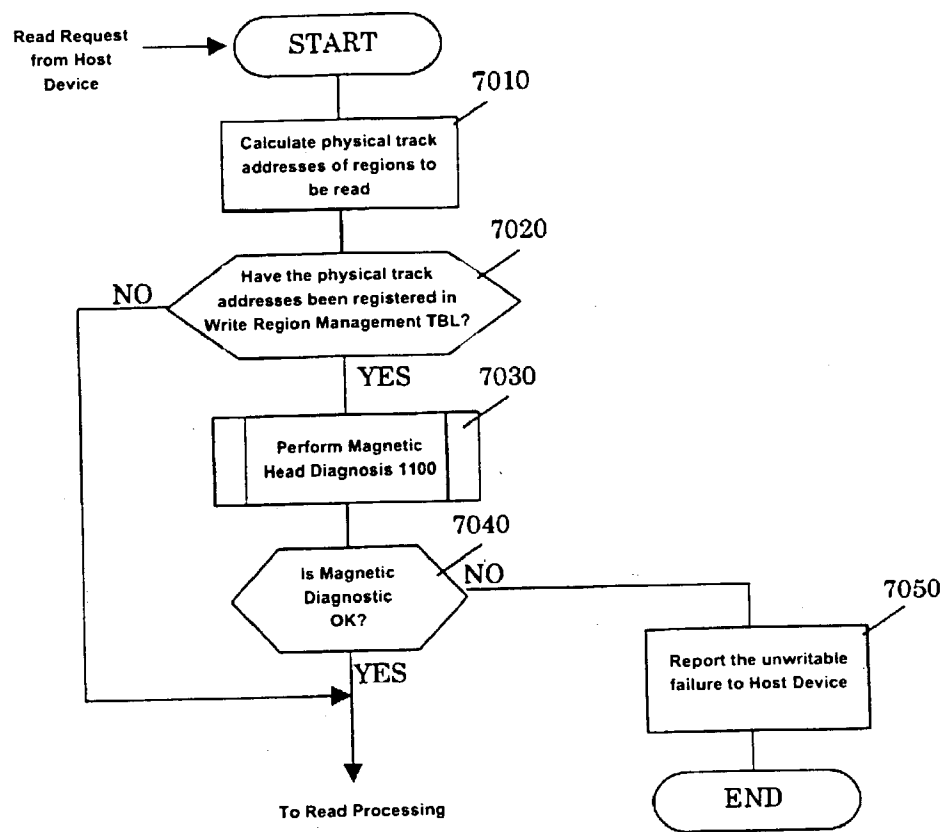 Read Request
from Host
Device
START
7010
Calculate physical track
addresses of regions to
be read
7020
NO
Have the physical track
addresses been registered in
Write Region Management TBL?
YES
7030
Perform Magnetic
Head Diagnosis 1100
7040
Is Magnetic
Diagnostic
OK?
NO
7050
Report the unwritable
failure to Host Device
YES
To Read Processing
END